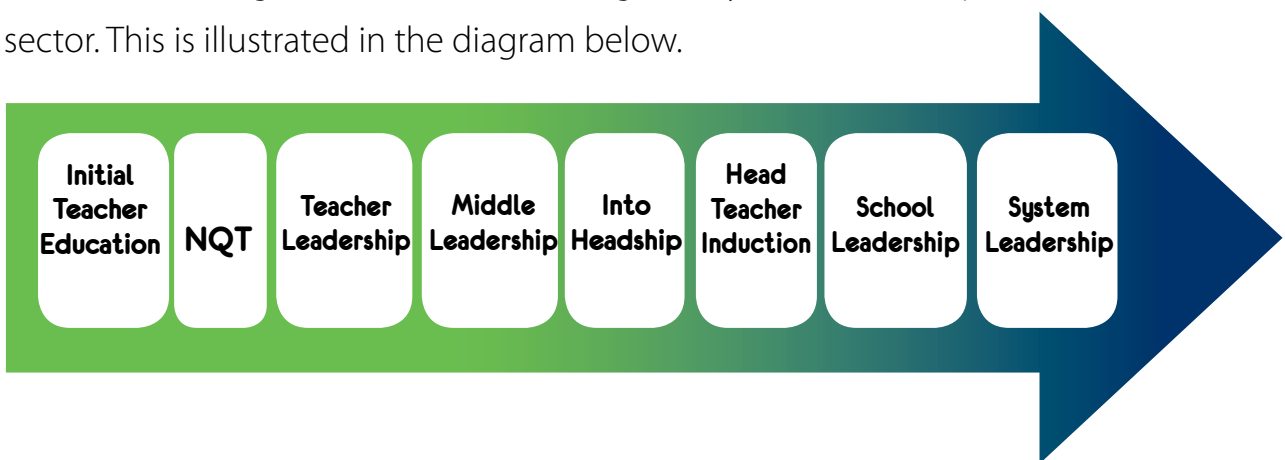 sector. This is illustrated in the diagram below.
Initial
Teacher
Education
NQT
Teacher
Leadership
Middle
Leadership
Into
Headship
Head
Teacher
Induction
School
Leadership
System
Leadership